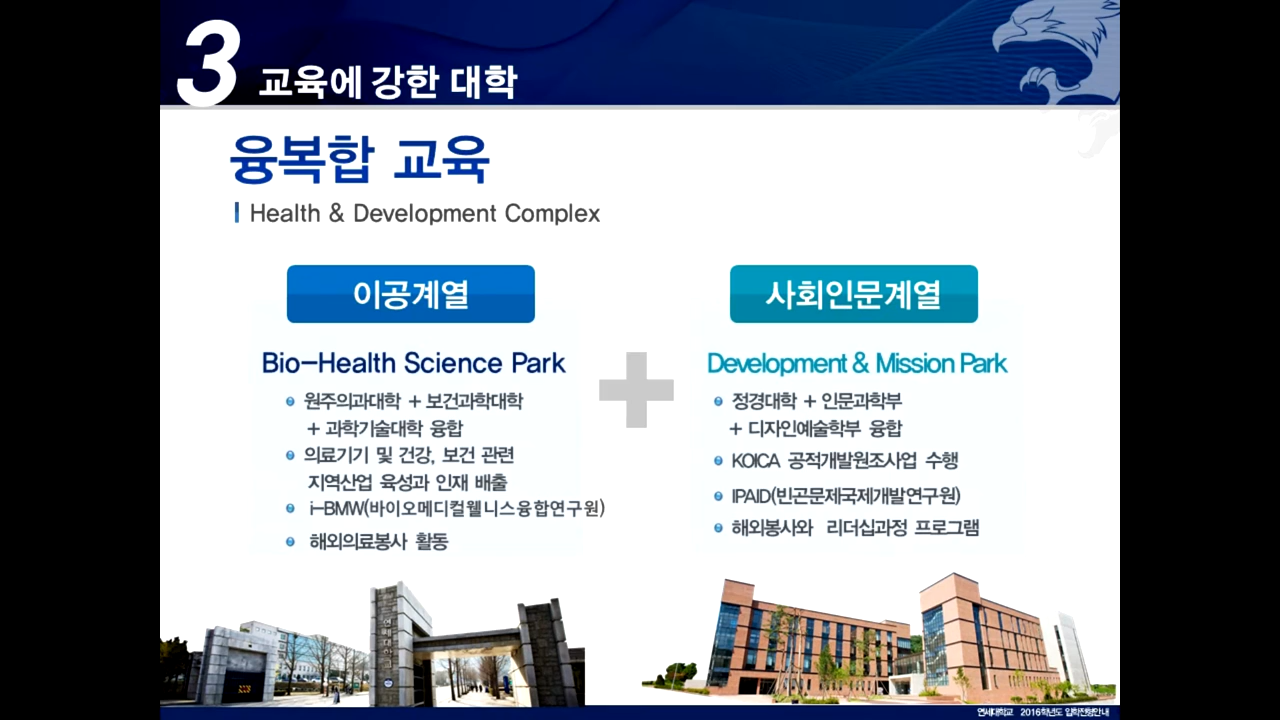 3 교육에 강한 대학
융복합 교육
Health & Development Complex
이공계열
Bio-Health Science Park
원주의과대학 + 보건과학대학
+ 과학기술대학 융합
의료기기 및 건강, 보건 관련
지역산업 육성과 인재 배출
i-BMW(바이오메디컬웰니스융합연구원)
해외의료봉사 활동
사회인문계열
Development & Mission Park
정경대학 + 인문과학부
+ 디자인예술학부 융합
KOICA 공적개발원조사업 수행
IPAID(빈곤문제국제개발연구원)
해외봉사와 리더십과정 프로그램
연세대학교
연세대학교 2016학년도 입학전형안내